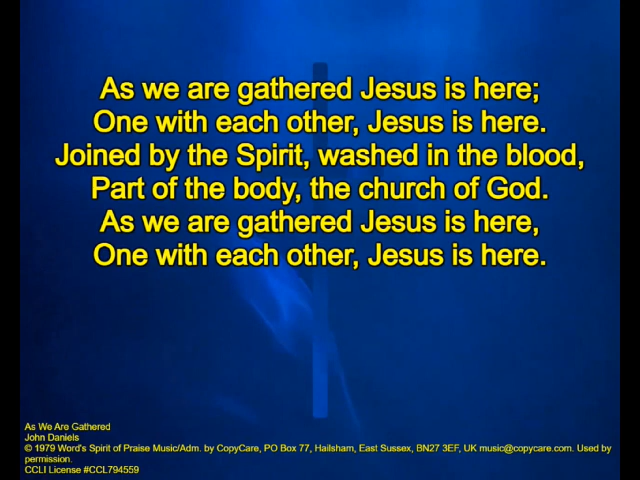 As we are gathered Jesus is here;
One with each other, Jesus is here.
Joined by the Spirit, washed in the blood,
Part of the body, the church of God.
As we are gathered Jesus is here,
One with each other, Jesus is here.
As We Are Gathered
John Daniels
© 1979 Word's Spirit of Praise Music/Adm. by CopyCare, PO Box 77, Hailsham, East Sussex, BN27 3EF, UK music@copycare.com. Used by
permission.
CCLI License #CCL794559